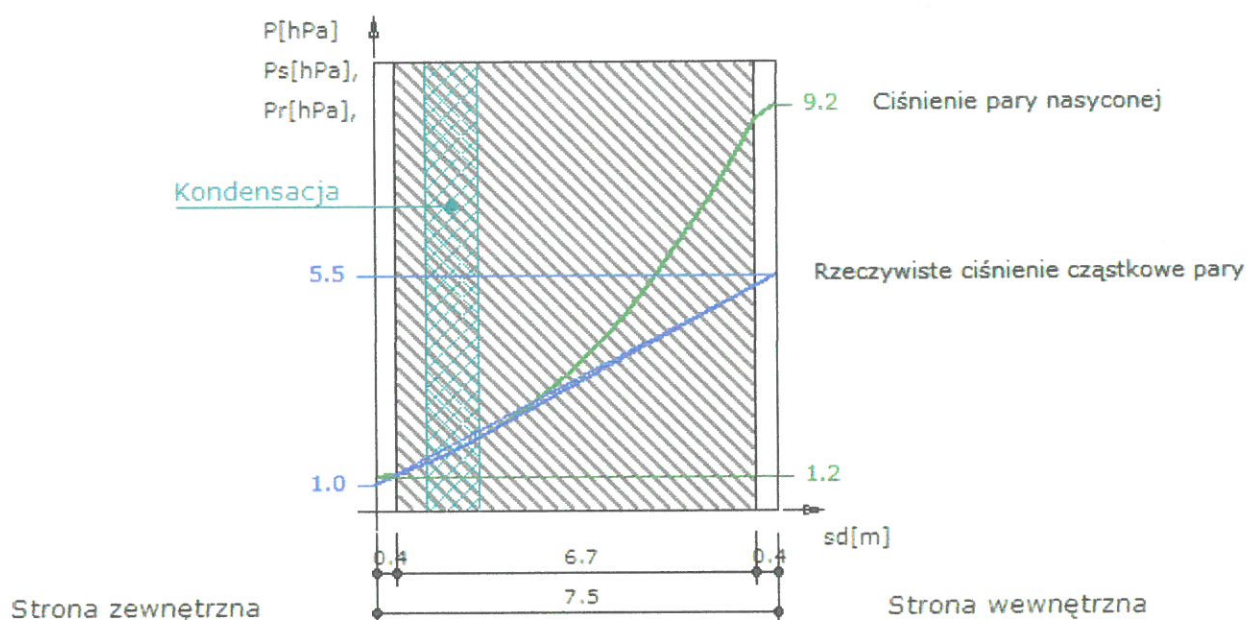 P[hPa]
Ps[hPa],
Pr[hPa],
9.2 Ciśnienie pary nasyconej
Kondensacja
5.5 Rzeczywiste ciśnienie cząstkowe pary
1.0 1.2
sd[m]
0.4 6.7 0.4
7.5
Strona zewnętrzna Strona wewnętrzna